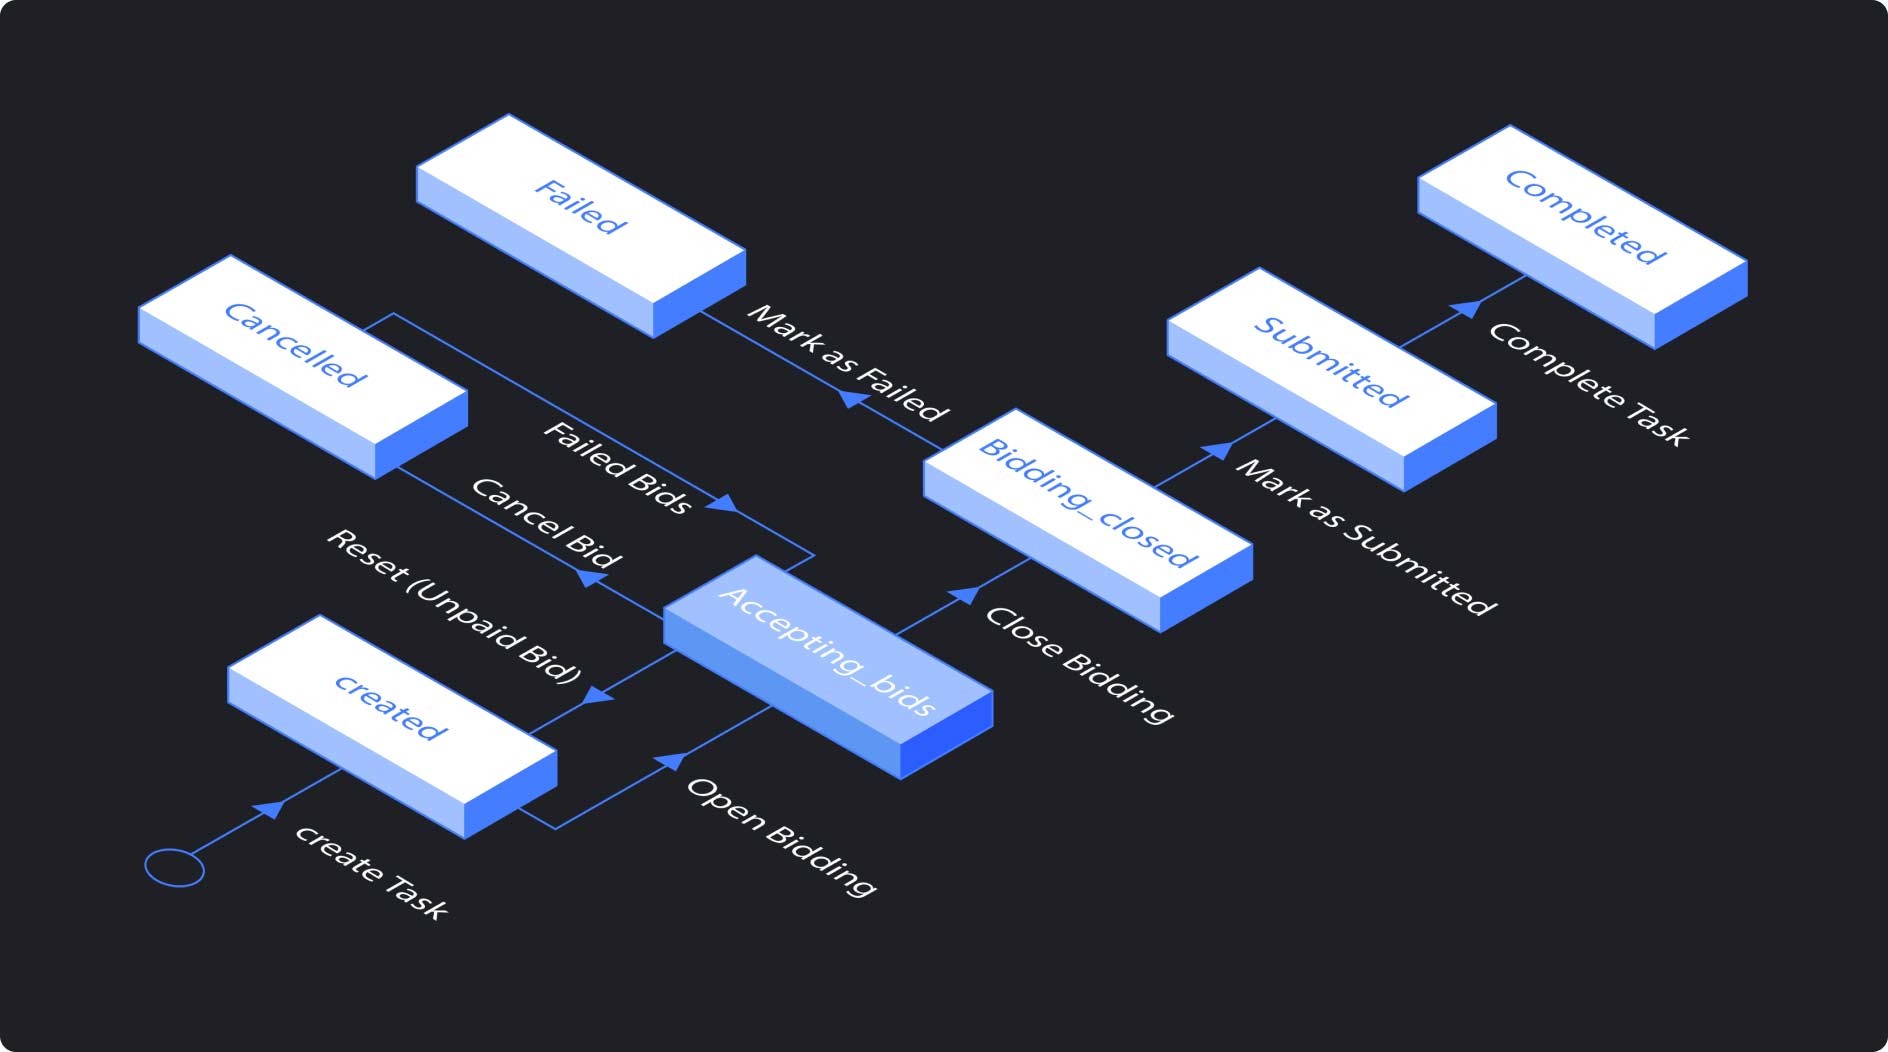 Failed
Completed
Cancelled
Mark as Failed
Submitted
Complete Task
Failed Bids
Bidding_closed
Cancel Bid
Mark as Submitted
Reset (Unpaid Bid)
Accepting_bids
Close Bidding
created
Open Bidding
create Task